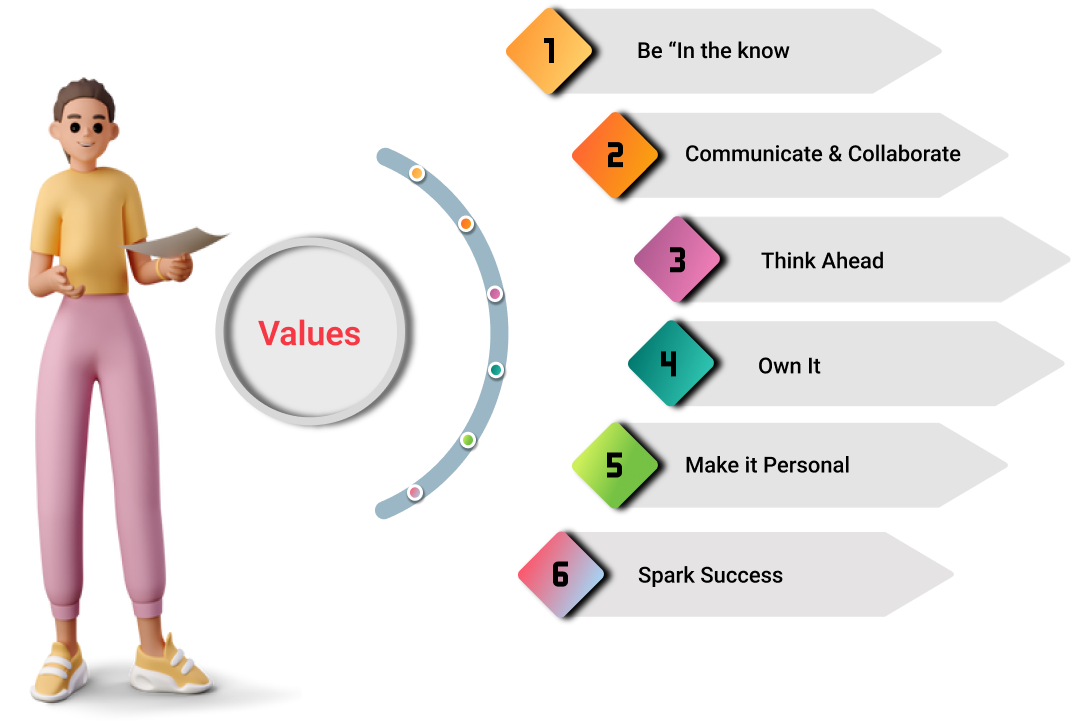 Values
1
Be “In the know
2
Communicate & Collaborate
3
Think Ahead
4
Own It
5
Make it Personal
6
Spark Success